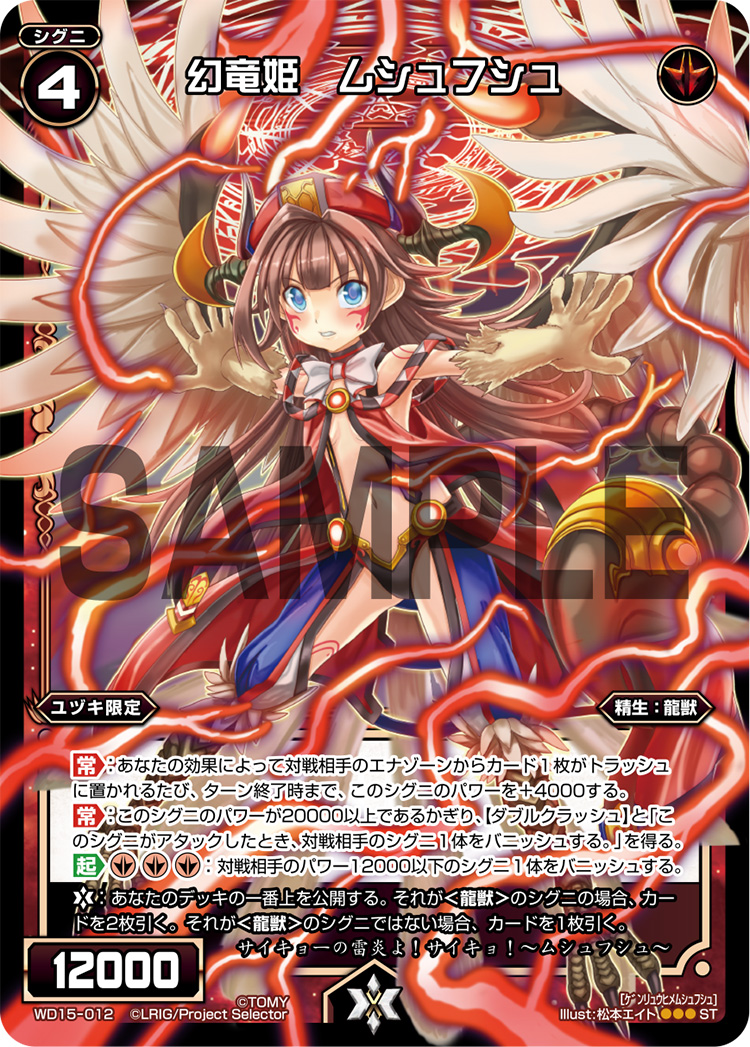 シグニ
4
幻竜姫 ムシュフシュ
SAMPLE
ユヅキ限定
精生:龍獣
常:あなたの効果によって対戦相手のエナゾーンからカード1枚がトラッシュ
に置かれるたび、ターン終了時まで、このシグニのパワーを+4000する。
常:このシグニのパワーが20000以上であるかぎり、【ダブルクラッシュ】と「こ
のシグニがアタックしたとき、対戦相手のシグニ1体をバニッシュする。」を得る。
起:対戦相手のパワー12000以下のシグニ1体をバニッシュする。
:あなたのデッキの一番上を公開する。それが<龍獣>のシグニの場合、カー
ドを2枚引く。それが<龍獣>のシグニではない場合、カードを1枚引く。
サイキョーの雷炎よ!サイキョ!〜ムシュフシュ〜
12000
WD15-012
©TOMY
©LRIG/Project Selector
[ゲンリュウヒメムシュフシュ]
Illust:松本エイト
ST